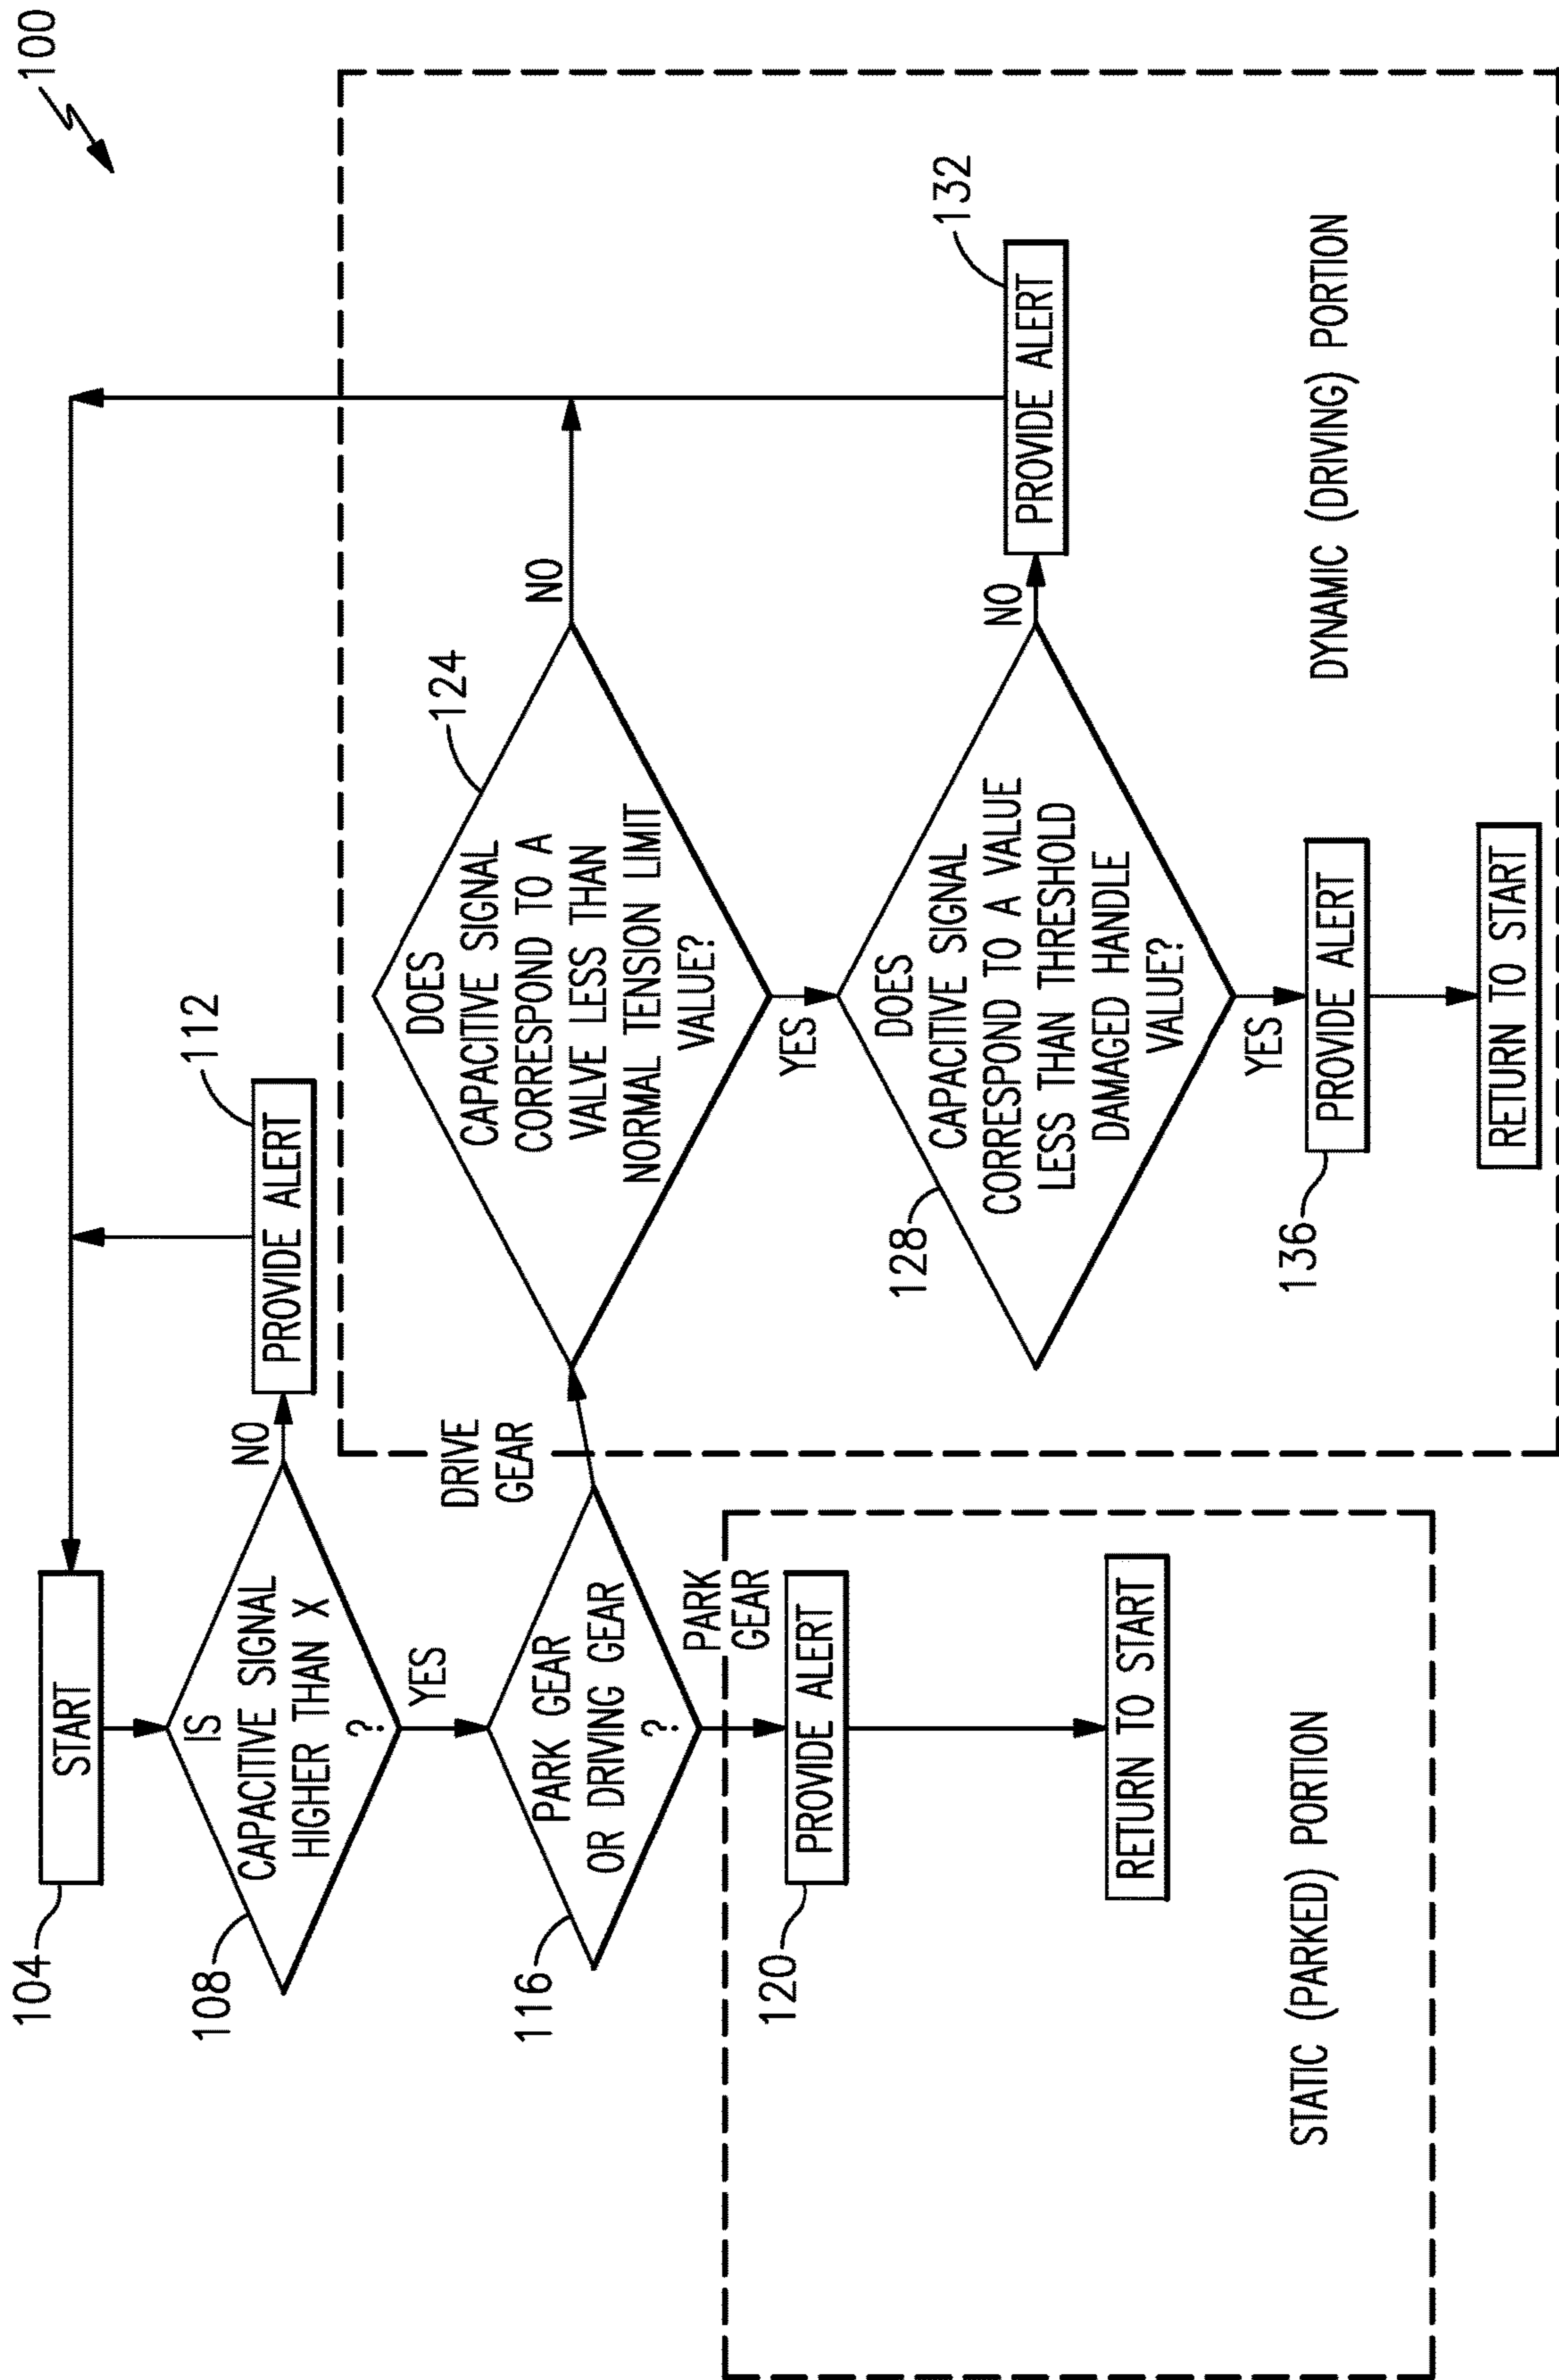 100
104
START
108
IS
CAPACITIVE SIGNAL
HIGHER THAN X
?
NO
PROVIDE ALERT
112
YES
116
PARK GEAR
OR DRIVING GEAR
?
DRIVE
GEAR
PARK
GEAR
120
PROVIDE ALERT
RETURN TO START
STATIC (PARKED) PORTION
124
DOES
CAPACITIVE SIGNAL
CORRESPOND TO A
VALVE LESS THAN
NORMAL TENSION LIMIT
VALUE?
NO
YES
128
DOES
CAPACITIVE SIGNAL
CORRESPOND TO A VALUE
LESS THAN THRESHOLD
DAMAGED HANDLE
VALUE?
NO
PROVIDE ALERT
132
YES
136
PROVIDE ALERT
RETURN TO START
DYNAMIC (DRIVING) PORTION